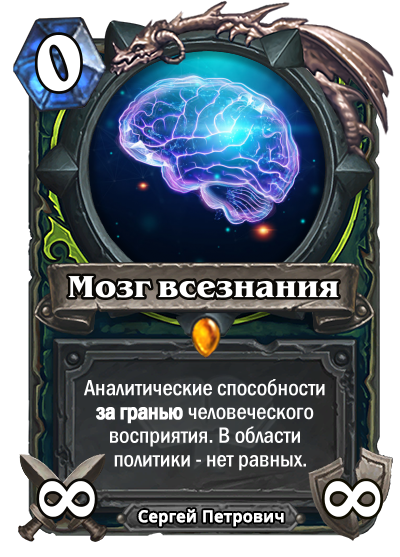 0
Мозг всезнания
Аналитические способности
за гранью человеческого
восприятия. В области
политики - нет равных.
∞ ∞
Сергей Петрович